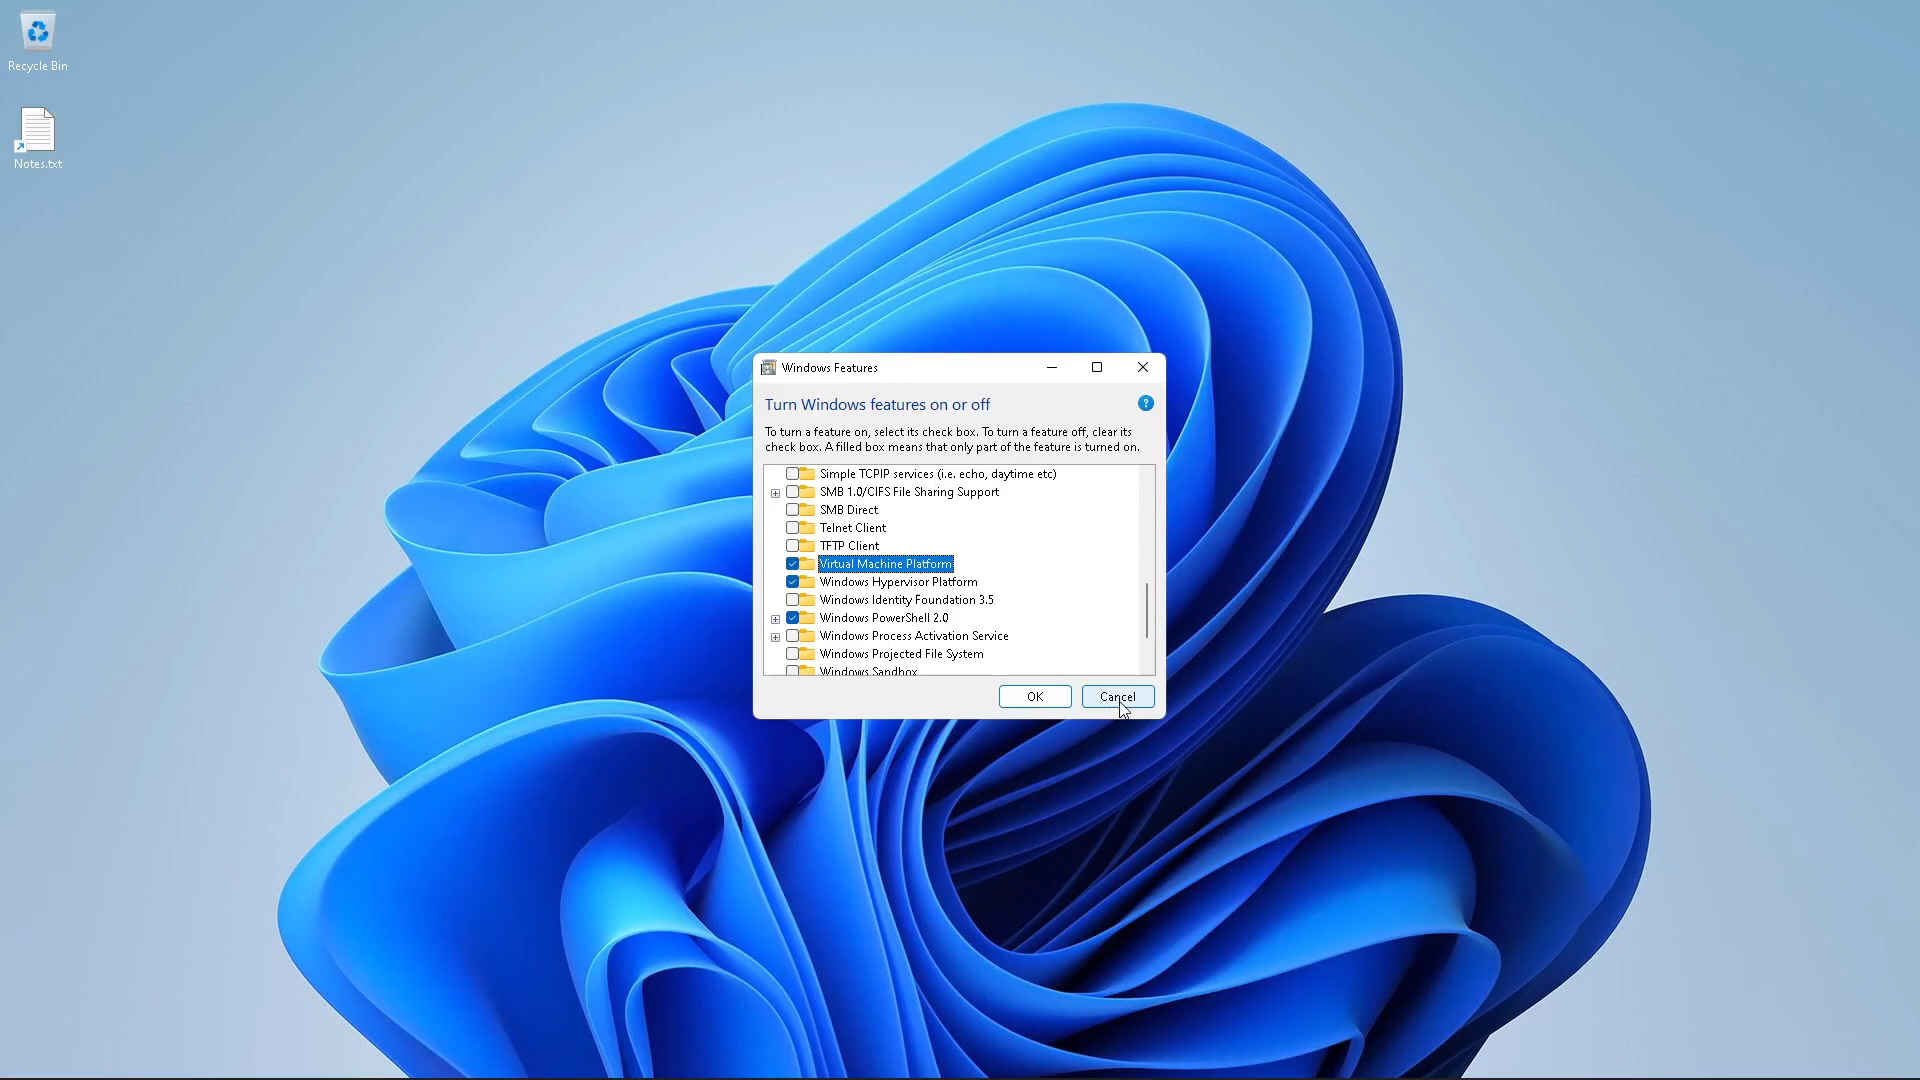 Recycle Bin
Notes.txt
Windows Features
Turn Windows features on or off
?
To turn a feature on, select its check box. To turn a feature off, clear its
check box. A filled box means that only part of the feature is turned on.
Simple TCPIP services (i.e. echo, daytime etc)
SMB 1.0/CIFS File Sharing Support
SMB Direct
Telnet Client
TFTP Client
Virtual Machine Platform
Windows Hypervisor Platform
Windows Identity Foundation 3.5
Windows PowerShell 2.0
Windows Process Activation Service
Windows Projected File System
Windows Sandbox
OK
Cancel